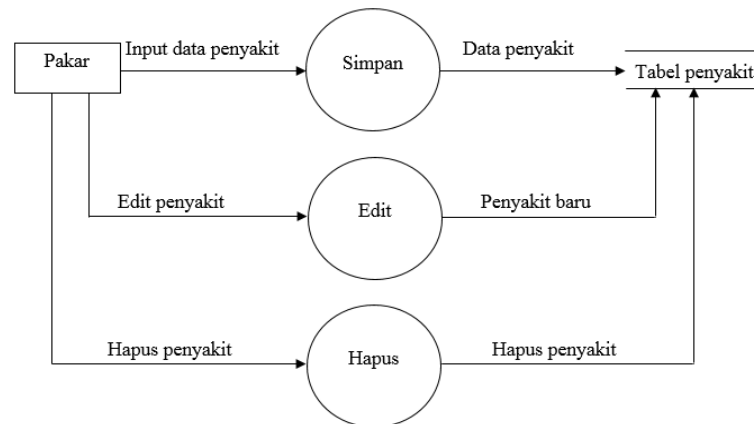 Pakar
Input data penyakit
Simpan
Data penyakit
Tabel penyakit
Edit penyakit
Edit
Penyakit baru
Hapus penyakit
Hapus
Hapus penyakit